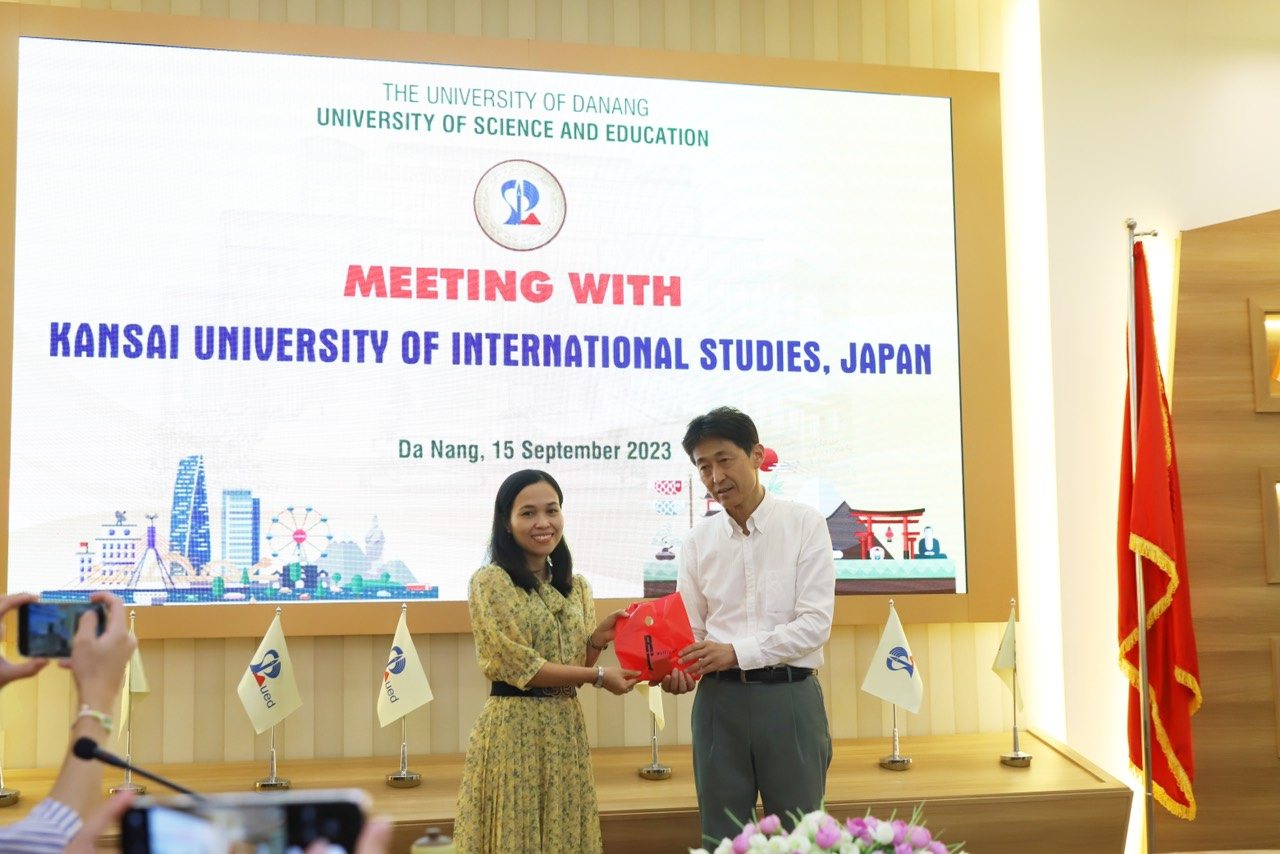 THE UNIVERSITY OF DANANG
UNIVERSITY OF SCIENCE AND EDUCATION
MEETING WITH
KANSAI UNIVERSITY OF INTERNATIONAL STUDIES, JAPAN
Da Nang, 15 September 2023
ued
ued
ued